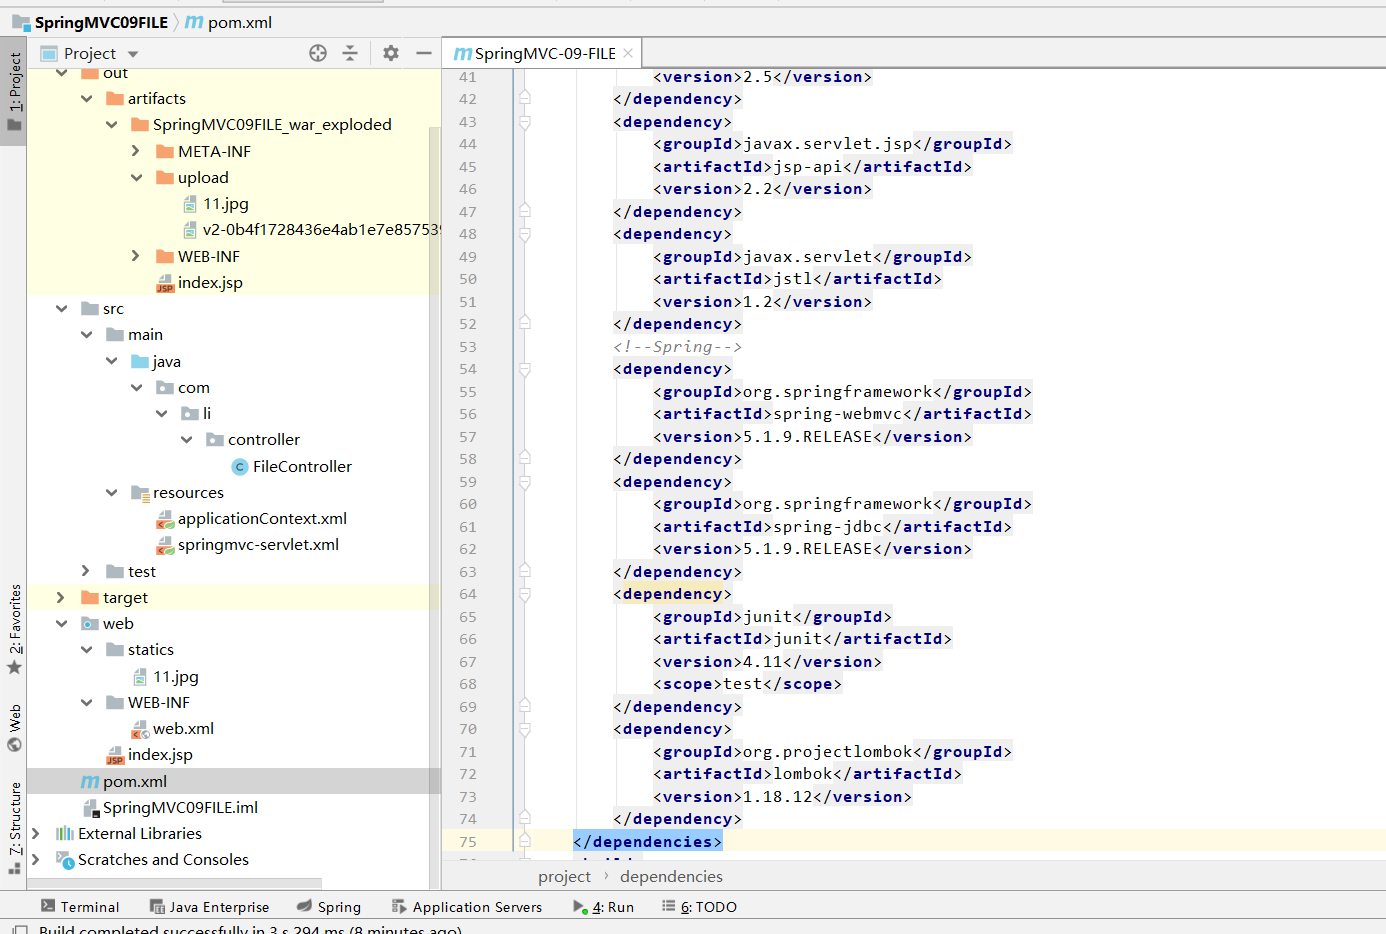 SpringMVC09FILE
pom.xml
Project
SpringMVC-09-FILE
1: Project
2: Favorites
Web
7: Structure
out
artifacts
SpringMVC09FILE_war_exploded
META-INF
upload
11.jpg
v2-0b4f1728436e4ab1e7e85753
WEB-INF
index.jsp
src
main
java
com
li
controller
FileController
resources
applicationContext.xml
springmvc-servlet.xml
test
target
web
statics
11.jpg
WEB-INF
web.xml
index.jsp
pom.xml
SpringMVC09FILE.iml
External Libraries
Scratches and Consoles
41 <version>2.5</version>
42 </dependency>
43 <dependency>
44 <groupId>javax.servlet.jsp</groupId>
45 <artifactId>jsp-api</artifactId>
46 <version>2.2</version>
47 </dependency>
48 <dependency>
49 <groupId>javax.servlet</groupId>
50 <artifactId>jstl</artifactId>
51 <version>1.2</version>
52 </dependency>
53 <!--Spring-->
54 <dependency>
55 <groupId>org.springframework</groupId>
56 <artifactId>spring-webmvc</artifactId>
57 <version>5.1.9.RELEASE</version>
58 </dependency>
59 <dependency>
60 <groupId>org.springframework</groupId>
61 <artifactId>spring-jdbc</artifactId>
62 <version>5.1.9.RELEASE</version>
63 </dependency>
64 <dependency>
65 <groupId>junit</groupId>
66 <artifactId>junit</artifactId>
67 <version>4.11</version>
68 <scope>test</scope>
69 </dependency>
70 <dependency>
71 <groupId>org.projectlombok</groupId>
72 <artifactId>lombok</artifactId>
73 <version>1.18.12</version>
74 </dependency>
75 </dependencies>
project › dependencies
Terminal
Java Enterprise
Spring
Application Servers
4: Run
6: TODO
Build completed successfully in 3 s 294 ms (8 minutes ago)